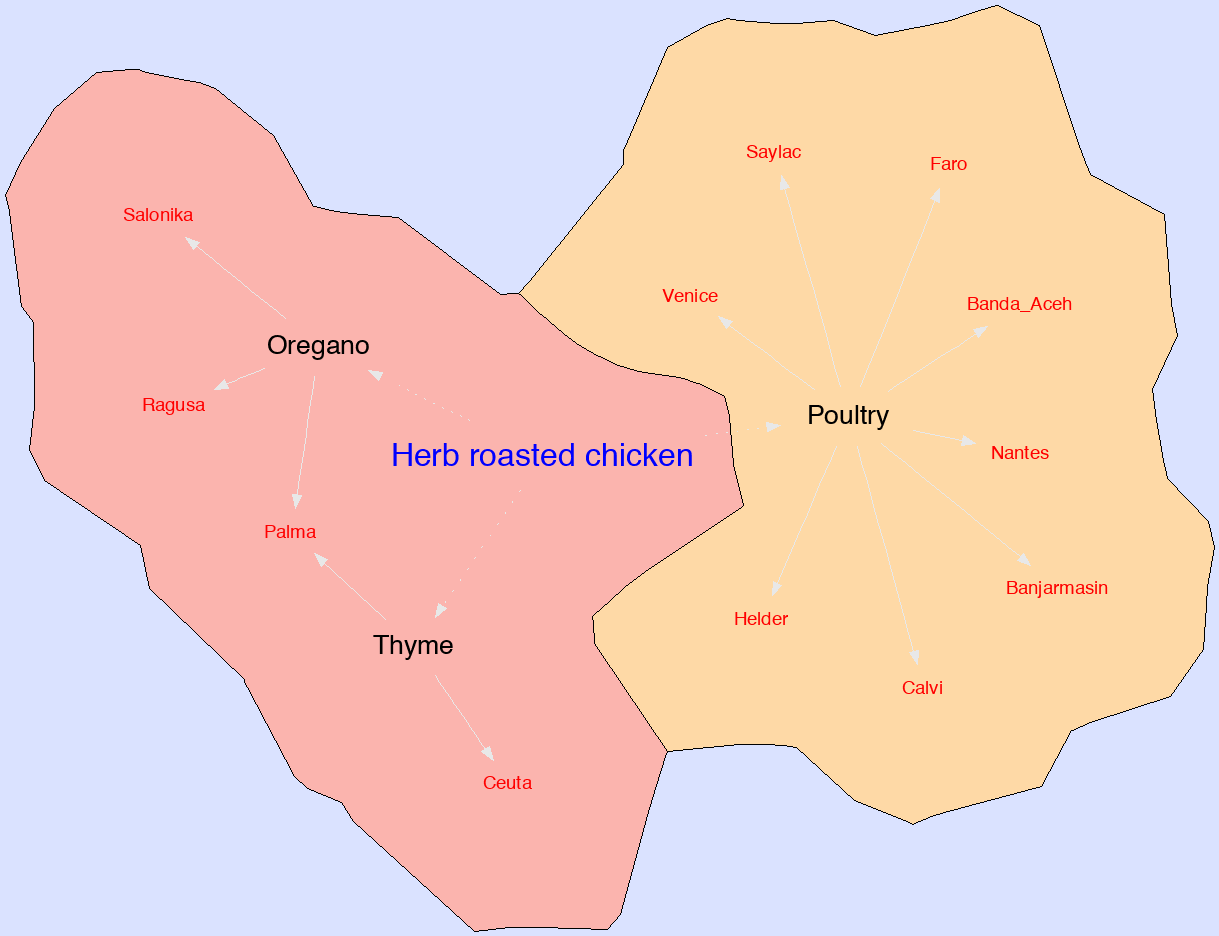 Saylac
Faro
Salonika
Venice
Banda_Aceh
Oregano
Ragusa
Poultry
Herb roasted chicken
Nantes
Palma
Banjarmasin
Helder
Thyme
Calvi
Ceuta